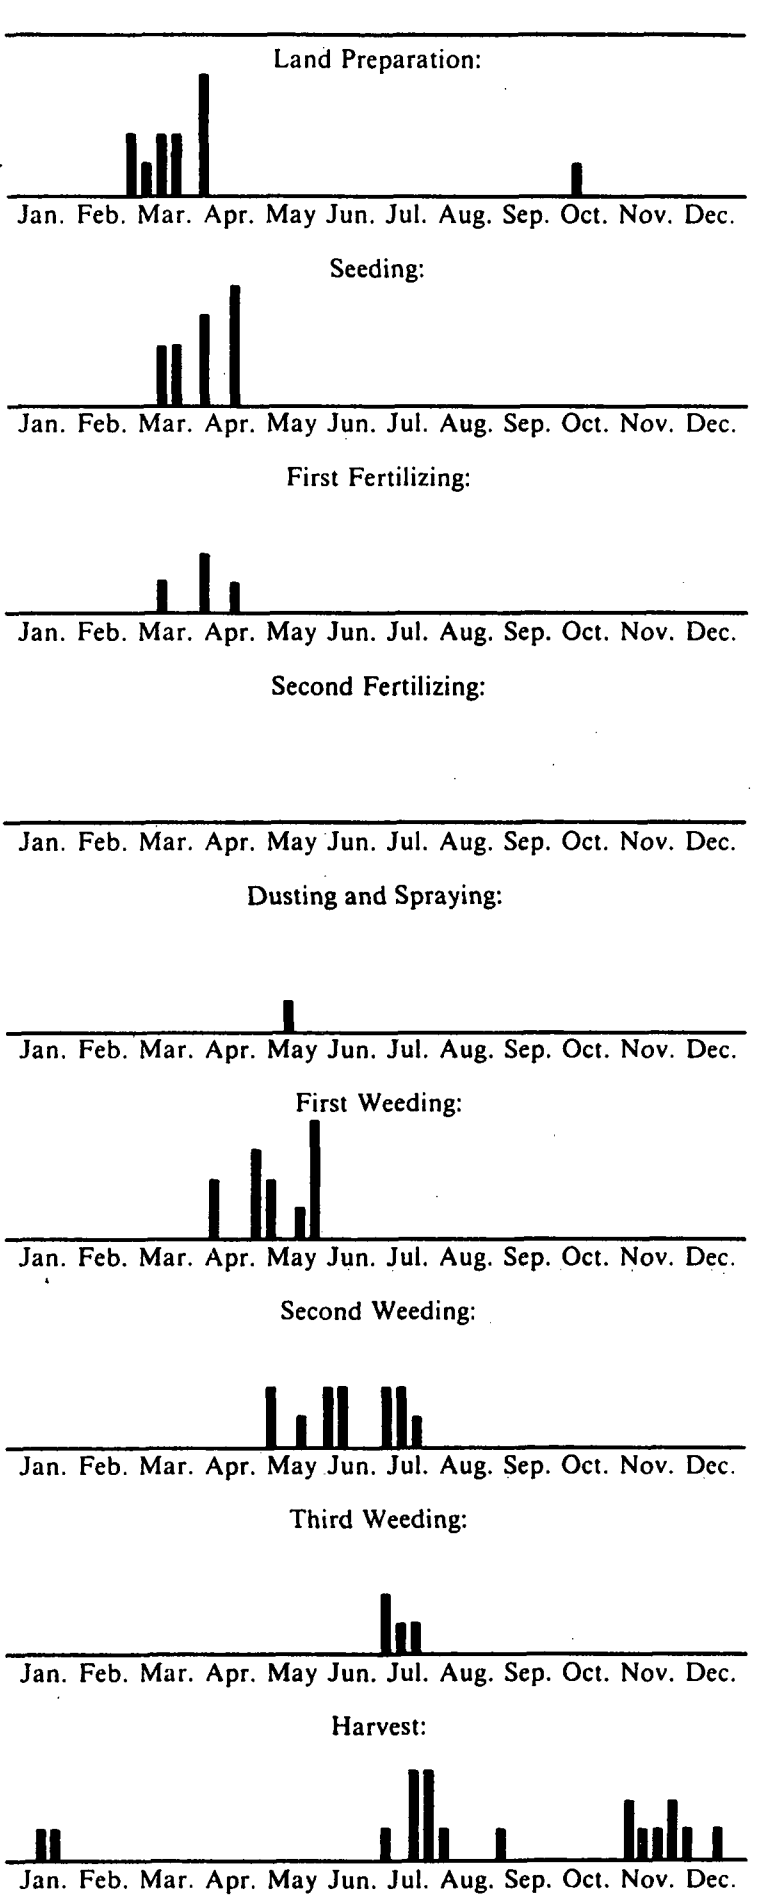 Land Preparation:
Jan. Feb. Mar. Apr. May Jun. Jul. Aug. Sep. Oct. Nov. Dec.
Seeding:
Jan. Feb. Mar. Apr. May Jun. Jul. Aug. Sep. Oct. Nov. Dec.
First Fertilizing:
Jan. Feb. Mar. Apr. May Jun. Jul. Aug. Sep. Oct. Nov. Dec.
Second Fertilizing:
Jan. Feb. Mar. Apr. May Jun. Jul. Aug. Sep. Oct. Nov. Dec.
Dusting and Spraying:
Jan. Feb. Mar. Apr. May Jun. Jul. Aug. Sep. Oct. Nov. Dec.
First Weeding:
Jan. Feb. Mar. Apr. May Jun. Jul. Aug. Sep. Oct. Nov. Dec.
Second Weeding:
Jan. Feb. Mar. Apr. May Jun. Jul. Aug. Sep. Oct. Nov. Dec.
Third Weeding:
Jan. Feb. Mar. Apr. May Jun. Jul. Aug. Sep. Oct. Nov. Dec.
Harvest:
Jan. Feb. Mar. Apr. May Jun. Jul. Aug. Sep. Oct. Nov. Dec.